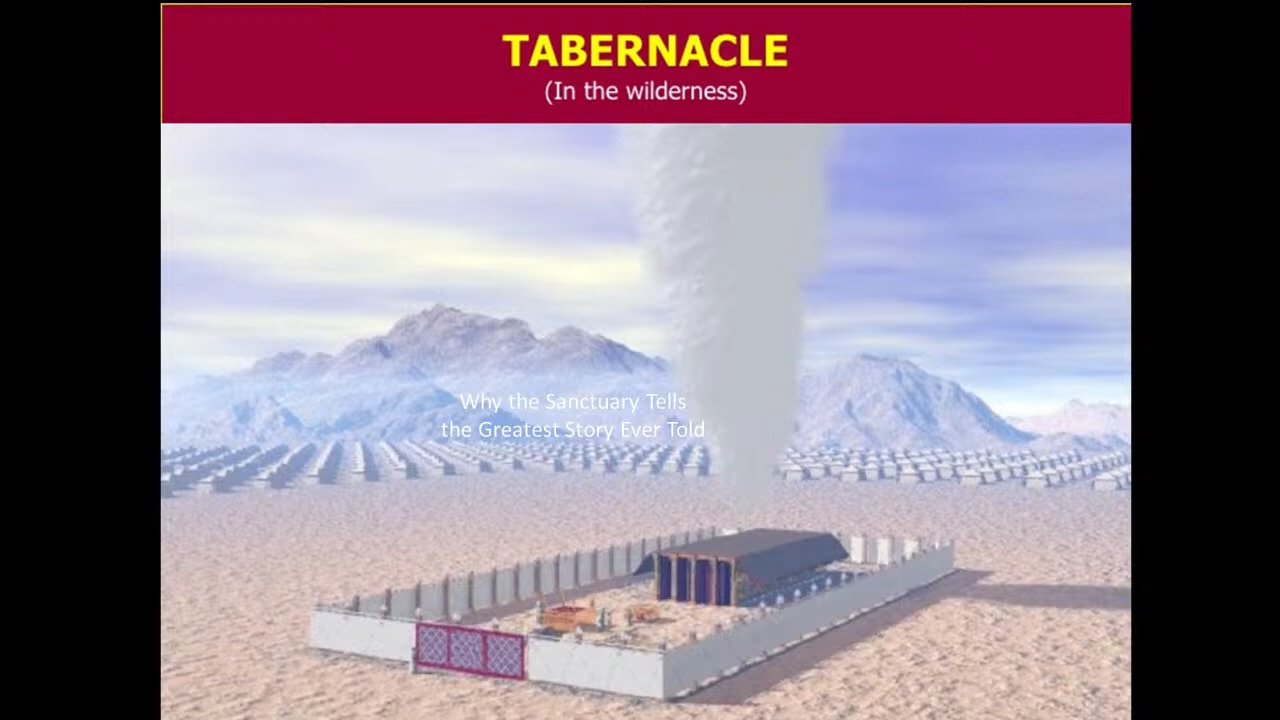 TABERNACLE
(In the wilderness)
Why the Sanctuary Tells
the Greatest Story Ever Told